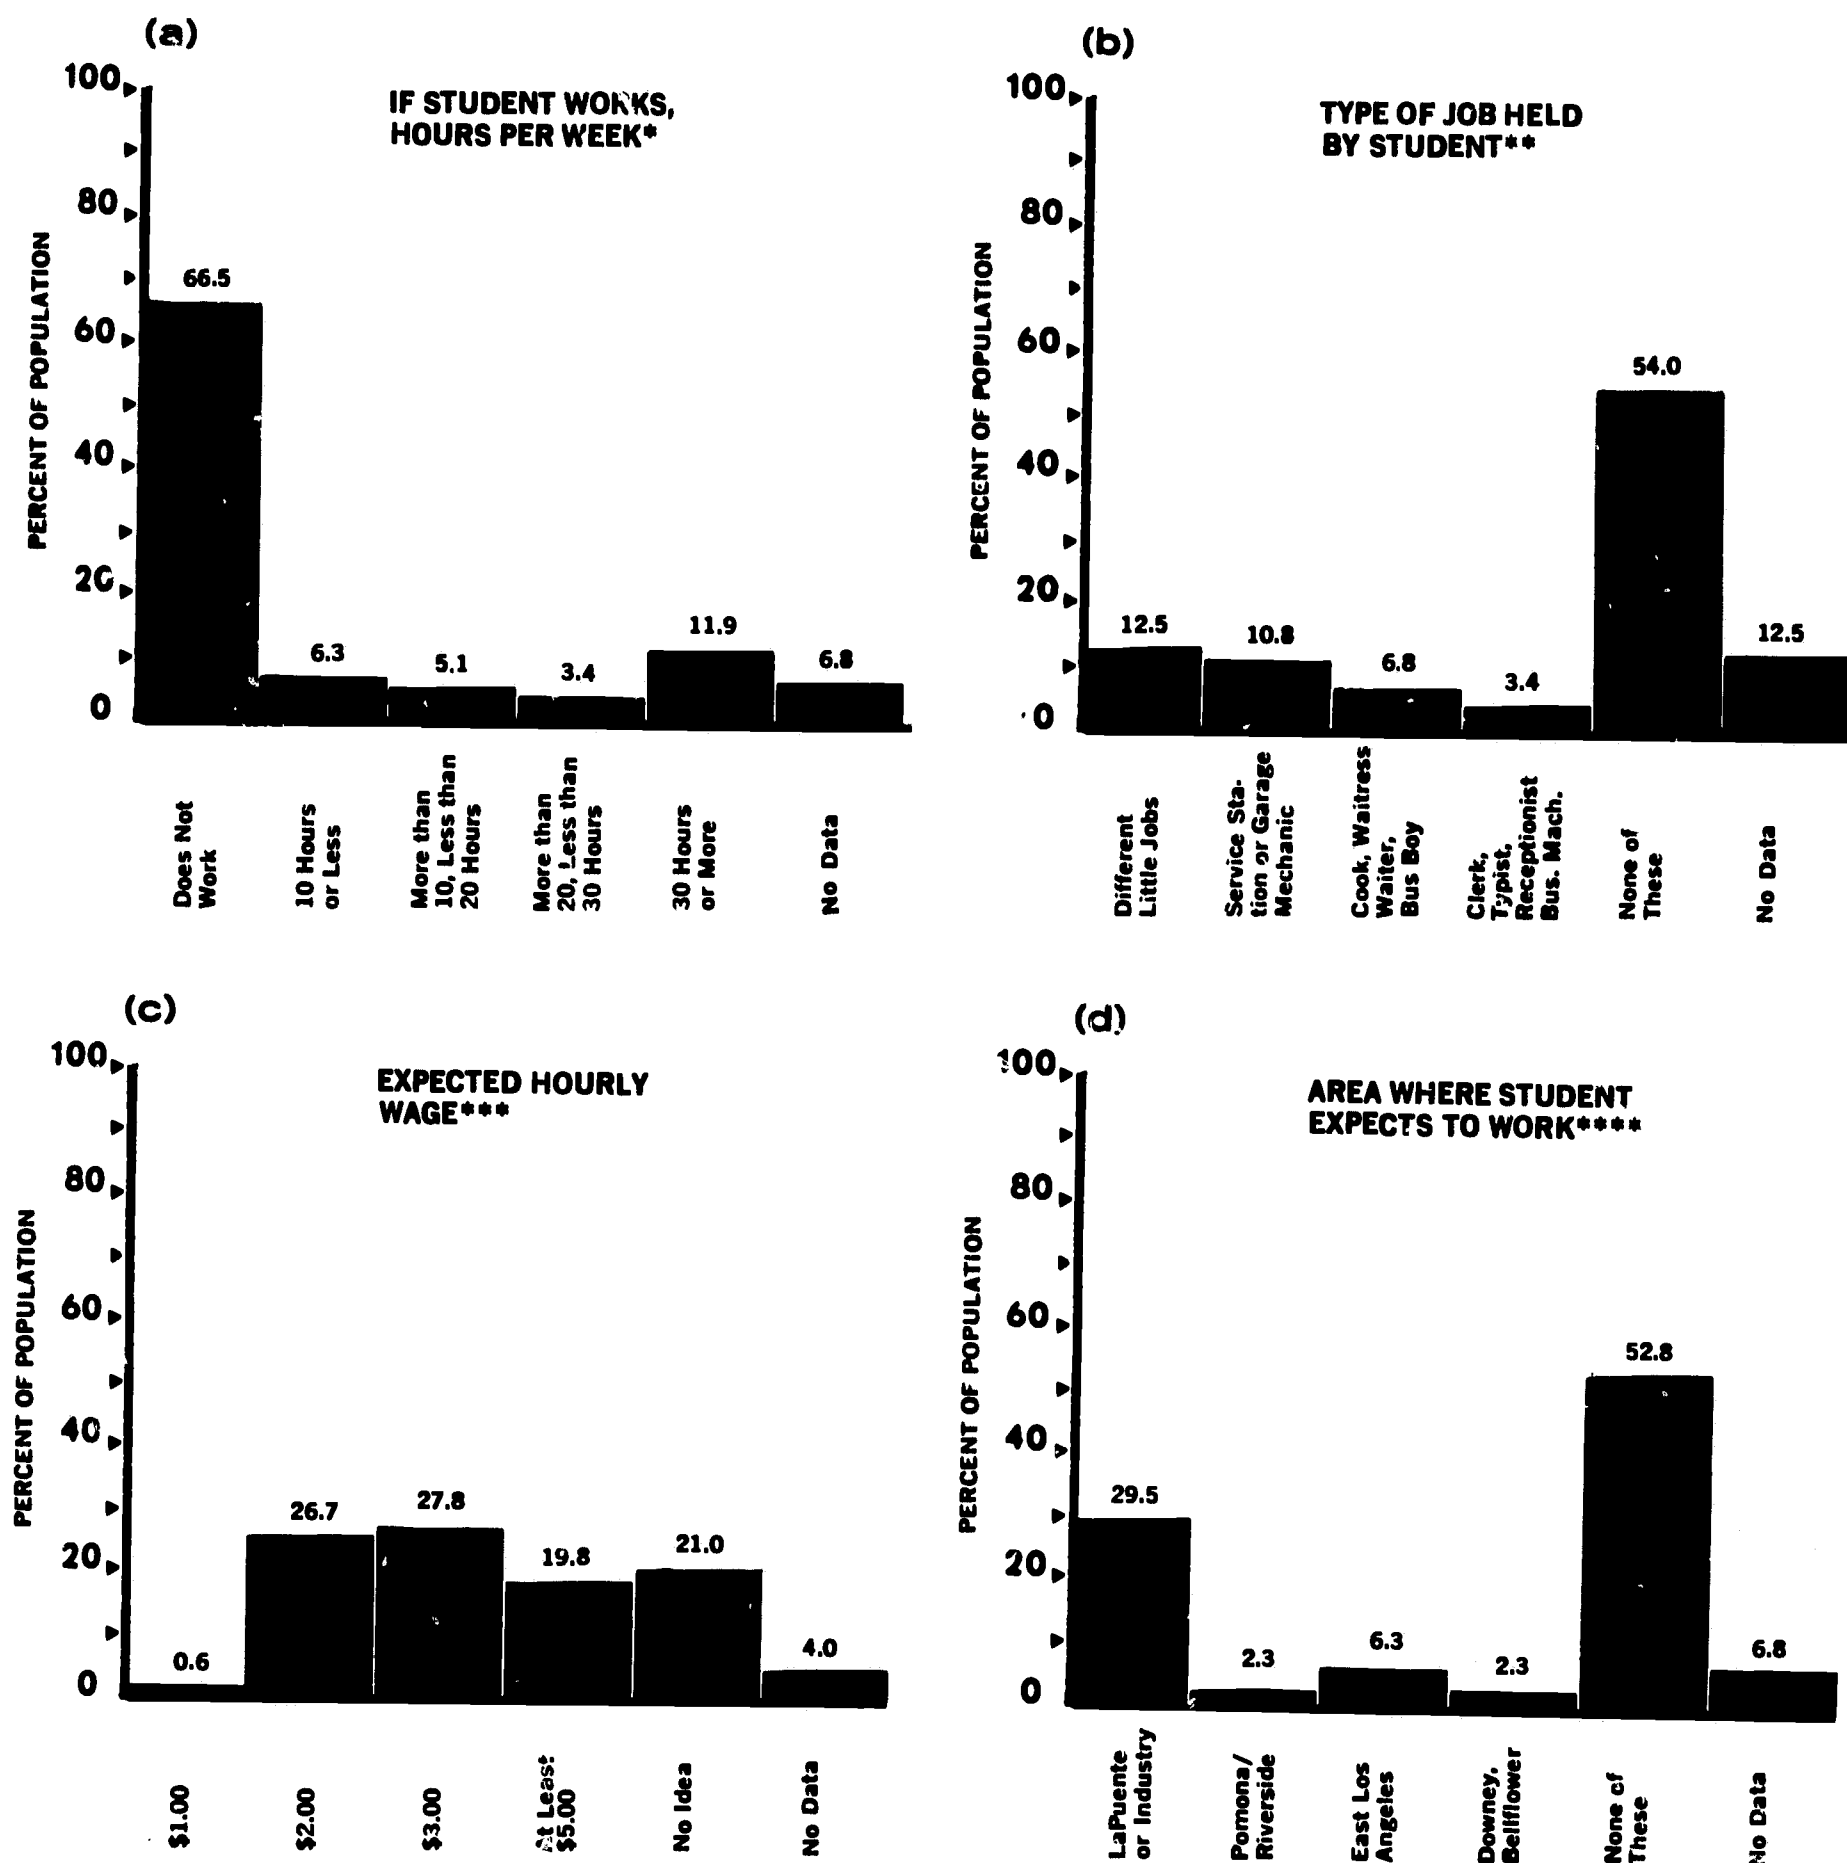 (a)
IF STUDENT WORKS,
HOURS PER WEEK*
PERCENT OF POPULATION
100
80
60
40
20
0
66.5
6.3
5.1
3.4
11.9
6.8
Does Not
Work
10 Hours
or Less
More than
10, Less than
20 Hours
More than
20, Less than
30 Hours
30 Hours
or More
No Data
(b)
TYPE OF JOB HELD
BY STUDENT**
PERCENT OF POPULATION
100
80
60
40
20
0
12.5
10.8
6.8
3.4
54.0
12.5
Different
Little Jobs
Service Sta-
tion or Garage
Mechanic
Cook, Waitress
Waiter,
Bus Boy
Clerk,
Typist,
Receptionist
Bus. Mach.
None of
These
No Data
(c)
EXPECTED HOURLY
WAGE***
PERCENT OF POPULATION
100
80
60
40
20
0
0.6
26.7
27.8
19.8
21.0
4.0
$1.00
$2.00
$3.00
At Least
$5.00
No Idea
No Data
(d)
AREA WHERE STUDENT
EXPECTS TO WORK****
PERCENT OF POPULATION
100
80
60
40
20
0
29.5
2.3
6.3
2.3
52.8
6.8
LaPuente
or Industry
Pomona/
Riverside
East Los
Angeles
Downey,
Bellflower
None of
These
No Data